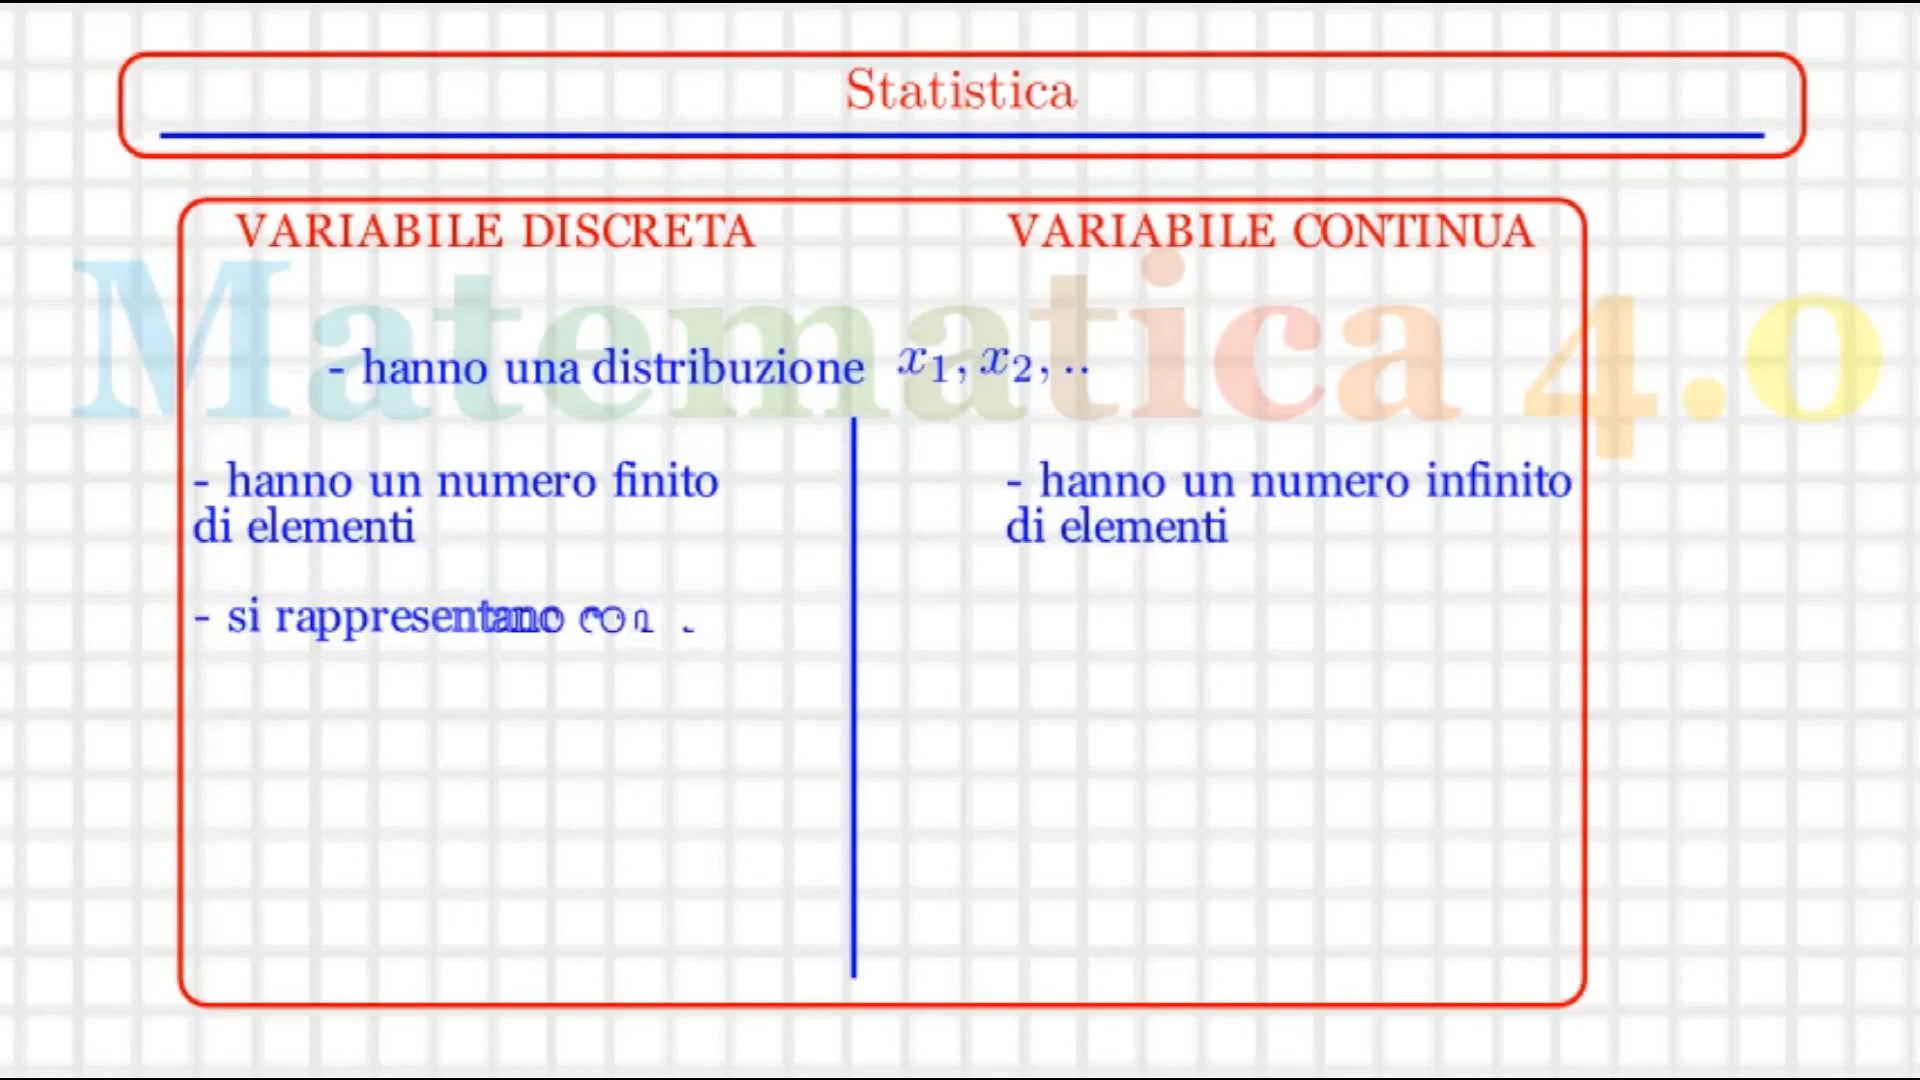 Statistica
VARIABILE DISCRETA
VARIABILE CONTINUA
Matematica 4.0
- hanno una distribuzione x₁, x₂, ..
- hanno un numero finito
di elementi
- hanno un numero infinito
di elementi
- si rappresentano